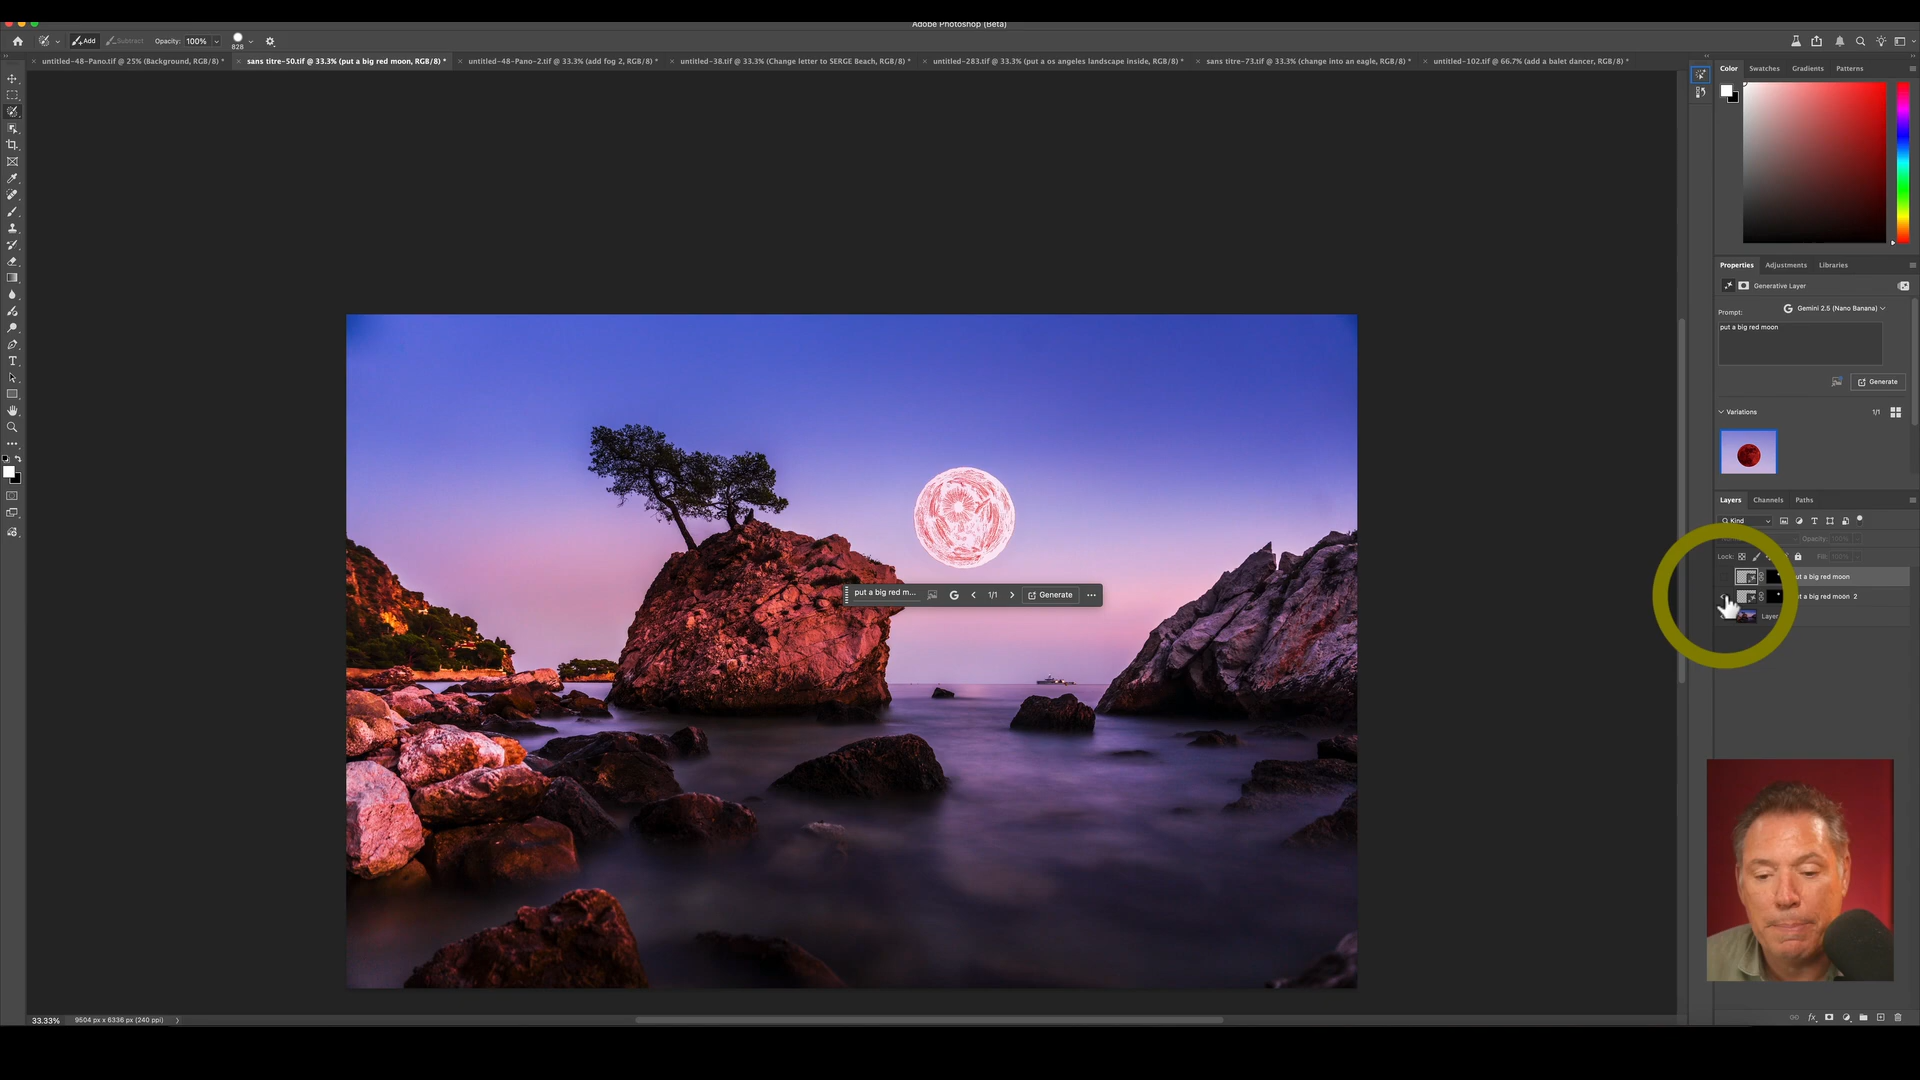 Adobe Photoshop (Beta)
Add
Subtract
Opacity: 100%
828
untitled-48-Pano.tif @ 25% (Background, RGB/8) *
sans titre-50.tif @ 33.3% (put a big red moon, RGB/8) *
untitled-48-Pano-2.tif @ 33.3% (add fog 2, RGB/8) *
untitled-38.tif @ 33.3% (Change letter to SERGE Beach, RGB/8) *
untitled-283.tif @ 33.3% (put a os angeles landscape inside, RGB/8) *
sans titre-73.tif @ 33.3% (change into an eagle, RGB/8) *
untitled-102.tif @ 66.7% (add a balet dancer, RGB/8) *
Color
Swatches
Gradients
Patterns
Properties
Adjustments
Libraries
Generative Layer
Prompt:
Gemini 2.5 (Nano Banana)
put a big red moon
Generate
Variations
1/1
Layers
Channels
Paths
Kind
Opacity: 100%
Lock:
Fill: 100%
ut a big red moon
ut a big red moon 2
Layer
put a big red m...
1/1
Generate
33.33%
9504 px x 6336 px (240 ppi)
fx